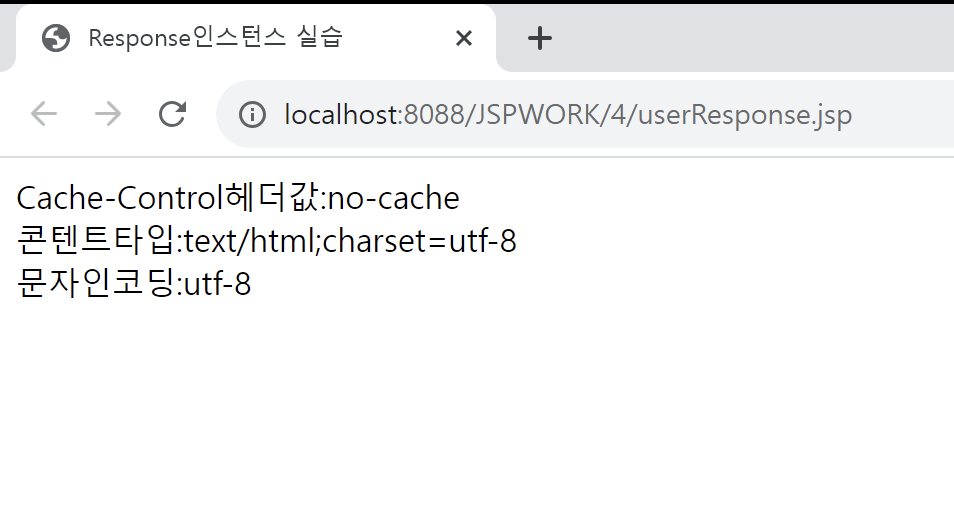 Response인스턴스 실습
localhost:8088/JSPWORK/4/userResponse.jsp
Cache-Control헤더값:no-cache
콘텐트타입:text/html;charset=utf-8
문자인코딩:utf-8